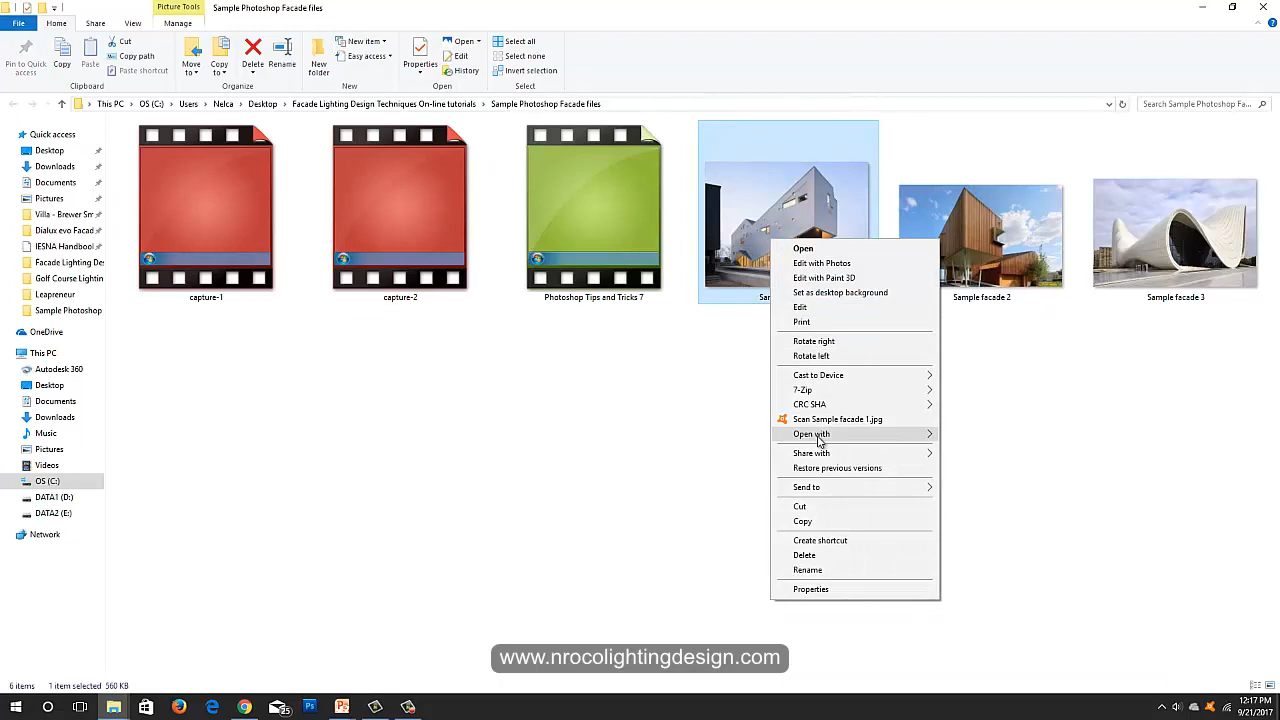 Picture Tools
Sample Photoshop Facade files
File
Home
Share
View
Manage
Pin to Quick access
Copy
Paste
Cut
Copy path
Paste shortcut
Clipboard
Move to
Copy to
Delete
Rename
Organize
New folder
New item
Easy access
New
Properties
Open
Edit
History
Open
Select all
Select none
Invert selection
Select
This PC
OS (C:)
Users
Nelca
Desktop
Facade Lighting Design Techniques On-line tutorials
Sample Photoshop Facade files
Search Sample Photoshop Fa...
Quick access
Desktop
Downloads
Documents
Pictures
Villa - Brewer Sm
Dialux evo Facad
IESNA Handbool
Facade Lighting Des
Golf Course Lighting
Leapreneur
Sample Photoshop
OneDrive
This PC
Autodesk 360
Desktop
Documents
Downloads
Music
Pictures
Videos
OS (C:)
DATA1 (D:)
DATA2 (E:)
Network
capture-1
capture-2
Photoshop Tips and Tricks 7
Sample facade 2
Sample facade 3
Open
Edit with Photos
Edit with Paint 3D
Set as desktop background
Edit
Print
Rotate right
Rotate left
Cast to Device
7-Zip
CRC SHA
Scan Sample facade 1.jpg
Open with
Share with
Restore previous versions
Send to
Cut
Copy
Create shortcut
Delete
Rename
Properties
www.nrocolightingdesign.com
6 items
1 item selected
560 KB
25
12:17 PM
9/21/2017